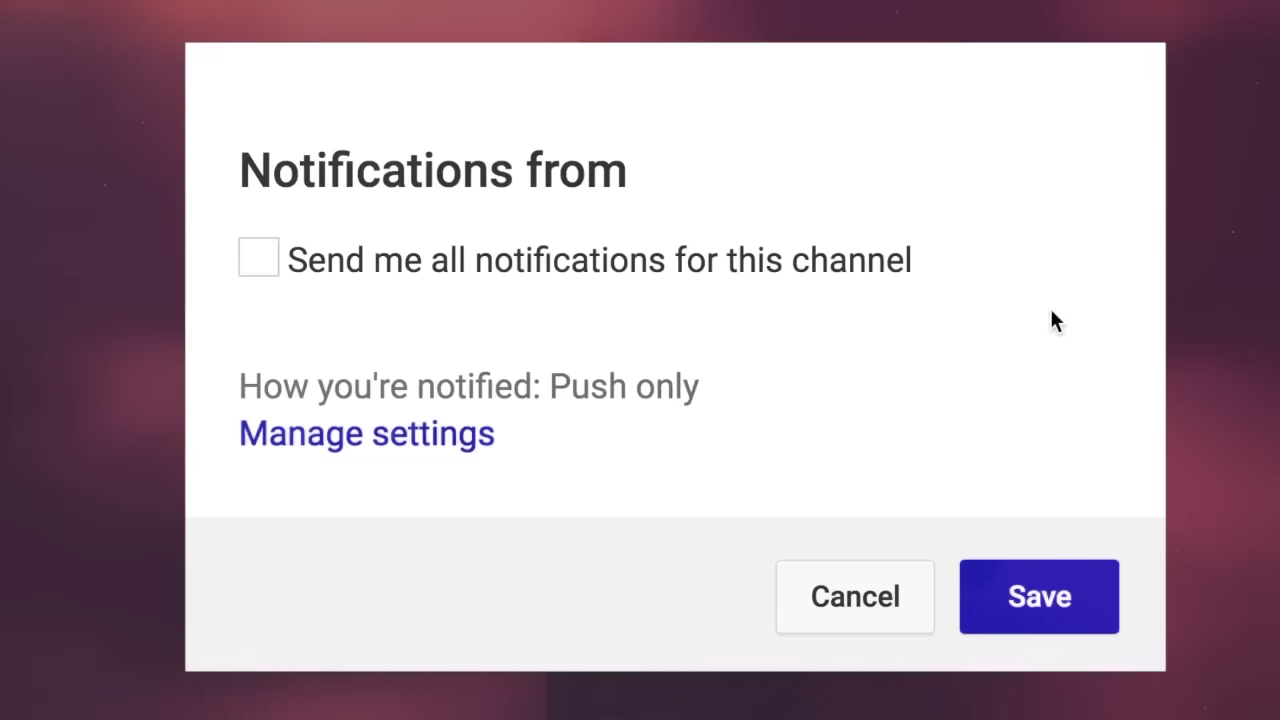 Notifications from
Send me all notifications for this channel
How you're notified: Push only
Manage settings
Cancel
Save